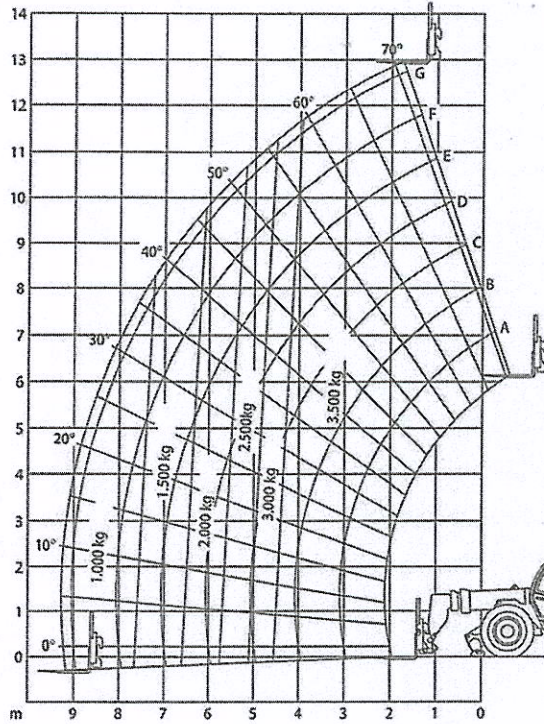 14
13
12
11
10
9
8
7
6
5
4
3
2
1
0
70°
60°
50°
40°
30°
20°
10°
0°
G
F
E
D
C
B
A
1.000 kg
1.500 kg
2.000 kg
2.500kg
3.000 kg
3.500 kg
m 9 8 7 6 5 4 3 2 1 0